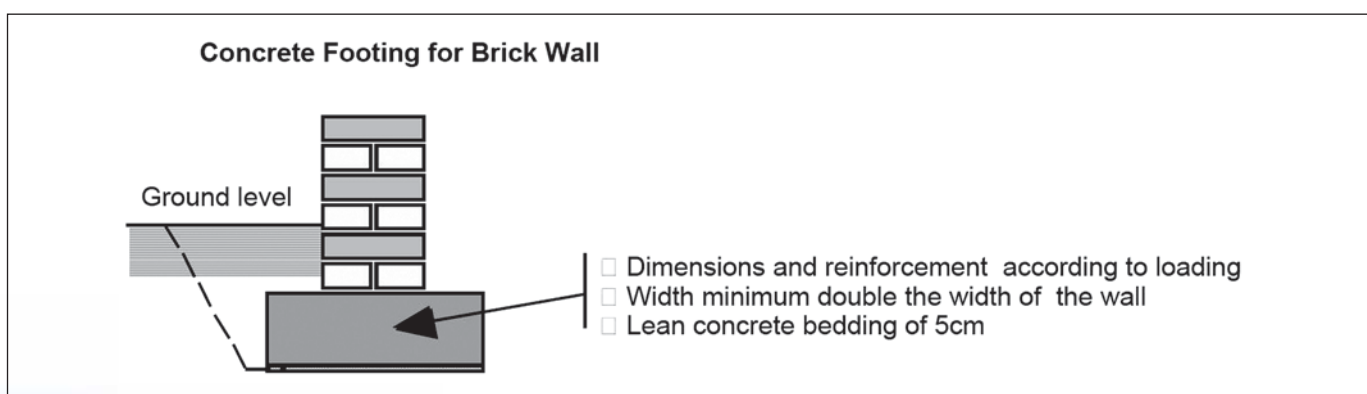 Concrete Footing for Brick Wall
Ground level
□ Dimensions and reinforcement according to loading
□ Width minimum double the width of the wall
□ Lean concrete bedding of 5cm